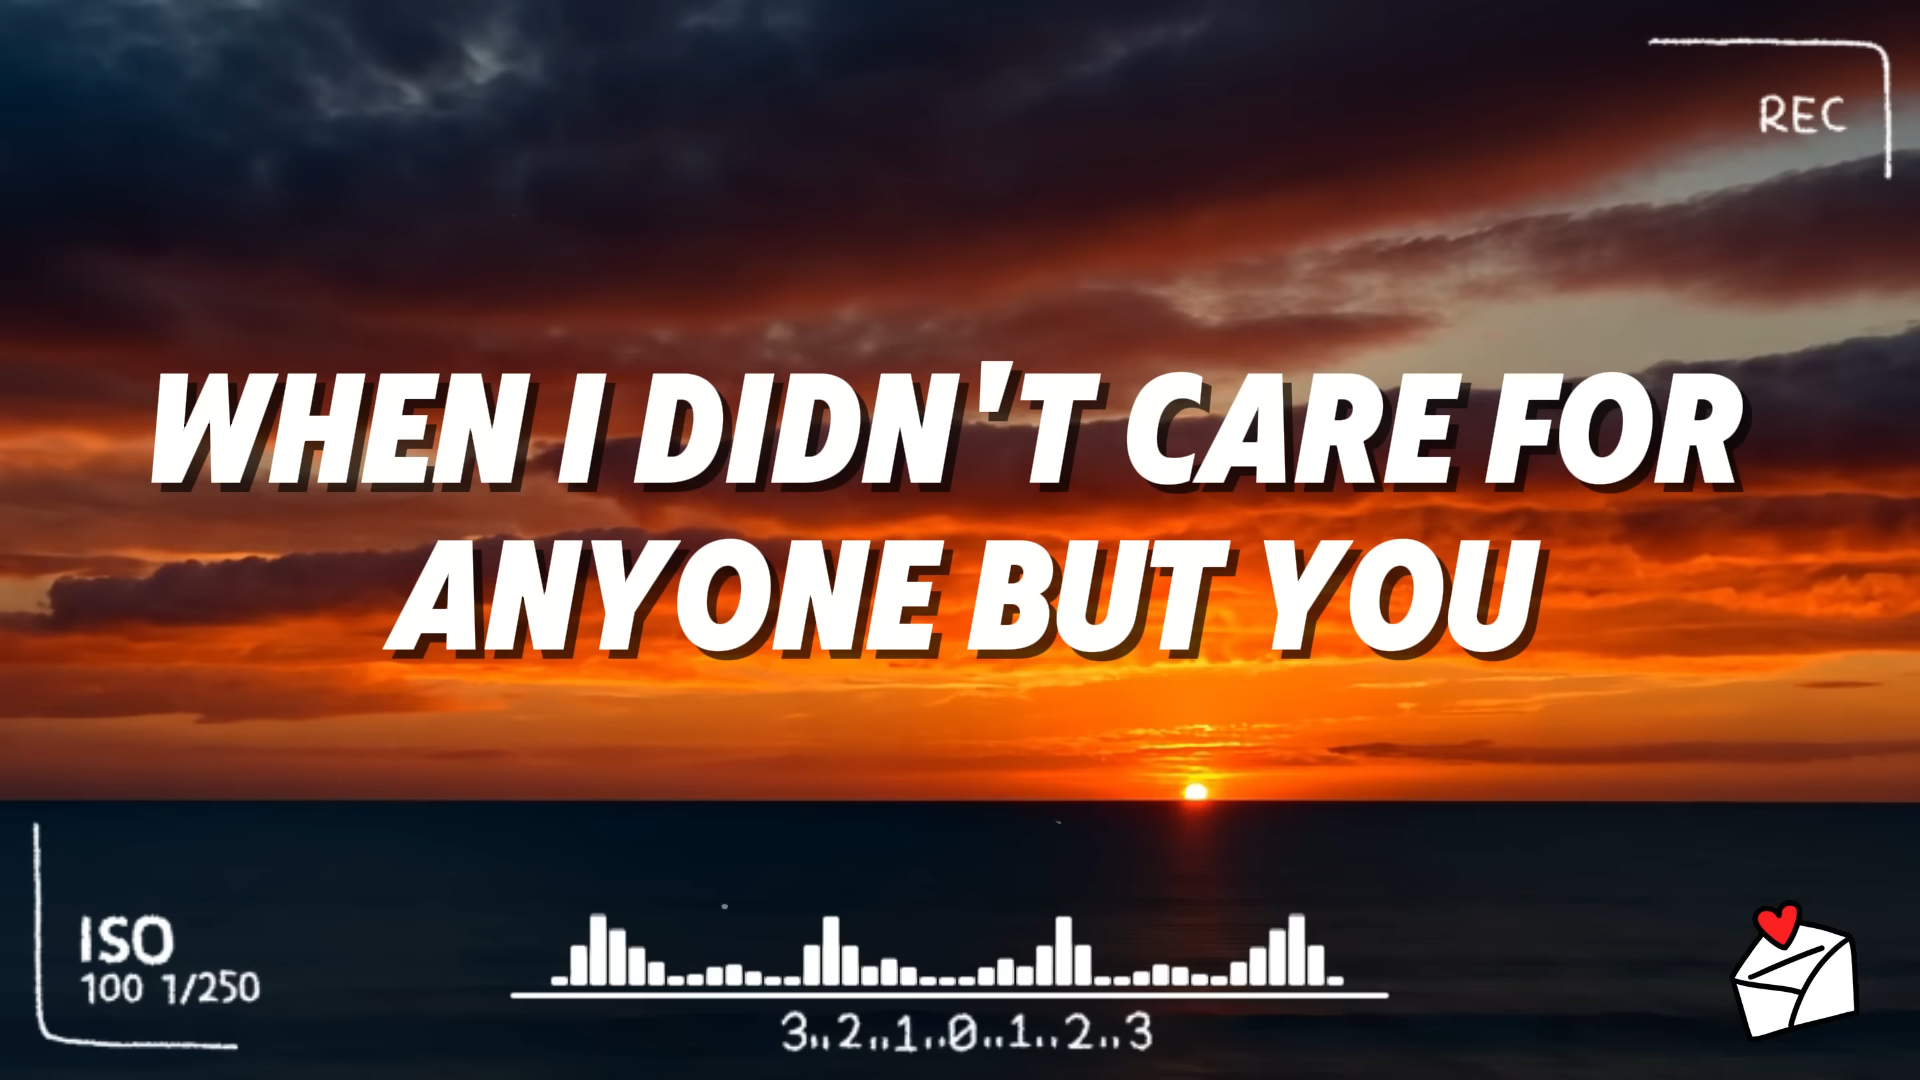 REC
WHEN I DIDN'T CARE FOR
ANYONE BUT YOU
ISO
100 1/250
3..2..1..0..1..2..3